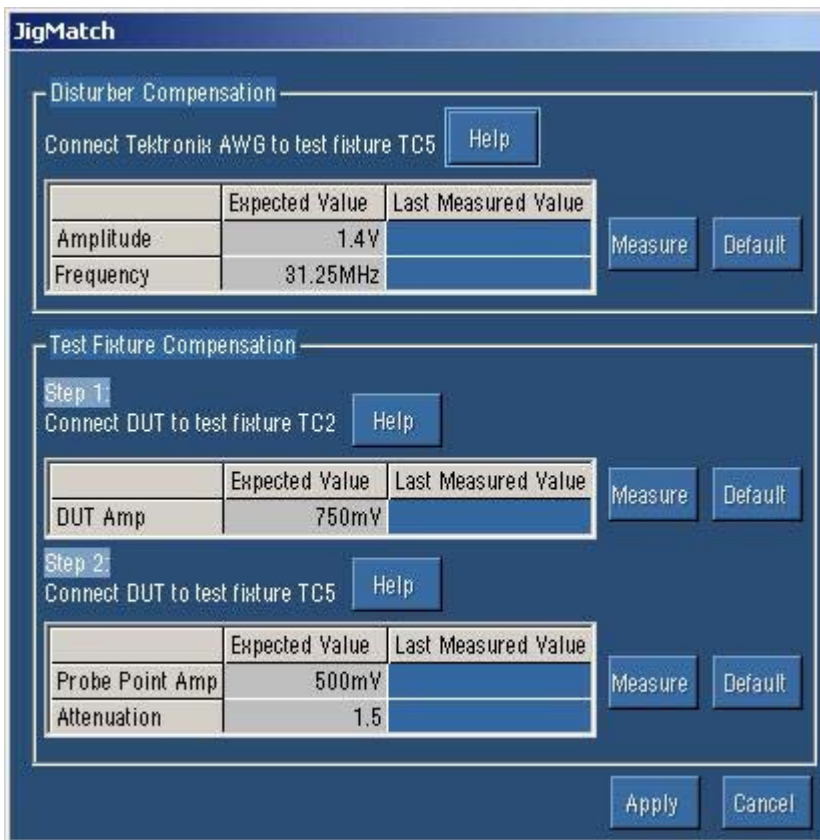 JigMatch
Disturber Compensation
Connect Tektronix AWG to test fixture TC5 Help
Expected Value Last Measured Value
Amplitude 1.4V
Measure Default
Frequency 31.25MHz
Test Fixture Compensation
Step 1:
Connect DUT to test fixture TC2 Help
Expected Value Last Measured Value
Measure Default
DUT Amp 750mV
Step 2:
Connect DUT to test fixture TC5 Help
Expected Value Last Measured Value
Probe Point Amp 500mV
Measure Default
Attenuation 1.5
Apply Cancel